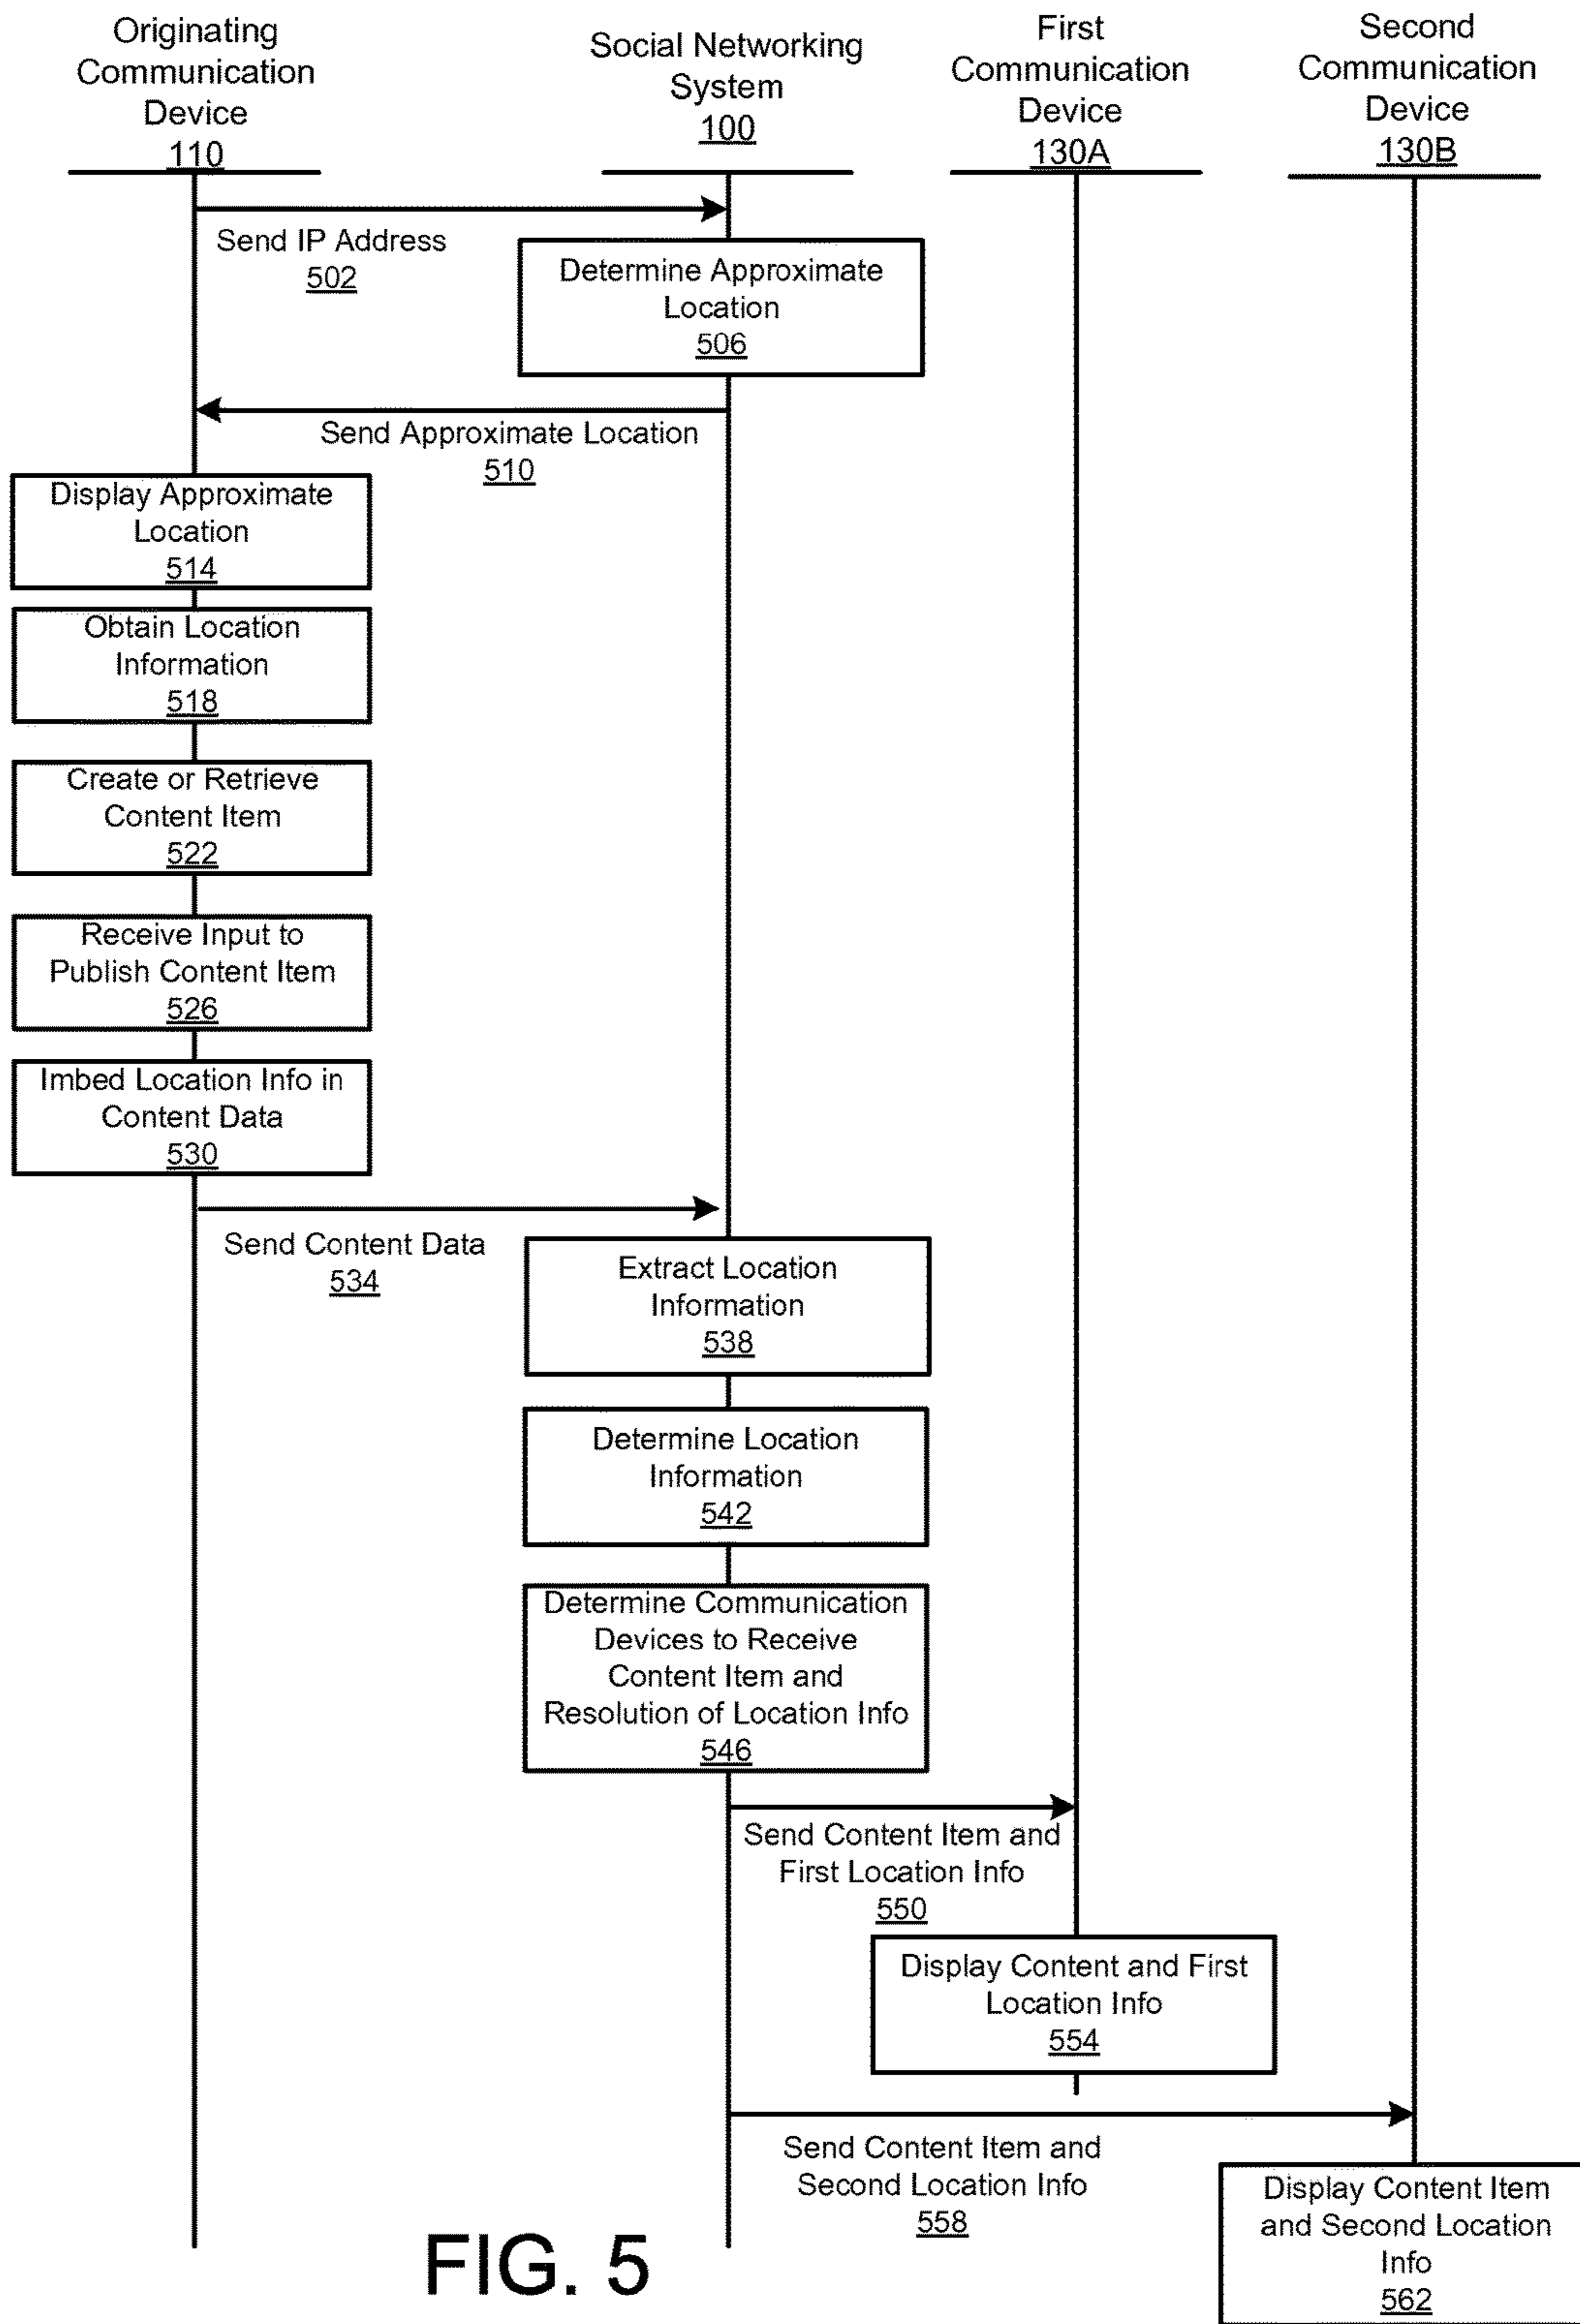 Originating
Communication
Device
110
Social Networking
System
100
First
Communication
Device
130A
Second
Communication
Device
130B
Send IP Address
502
Determine Approximate
Location
506
Send Approximate Location
510
Display Approximate
Location
514
Obtain Location
Information
518
Create or Retrieve
Content Item
522
Receive Input to
Publish Content Item
526
Imbed Location Info in
Content Data
530
Send Content Data
534
Extract Location
Information
538
Determine Location
Information
542
Determine Communication
Devices to Receive
Content Item and
Resolution of Location Info
546
Send Content Item and
First Location Info
550
Display Content and First
Location Info
554
Send Content Item and
Second Location Info
558
Display Content Item
and Second Location
Info
562
FIG. 5